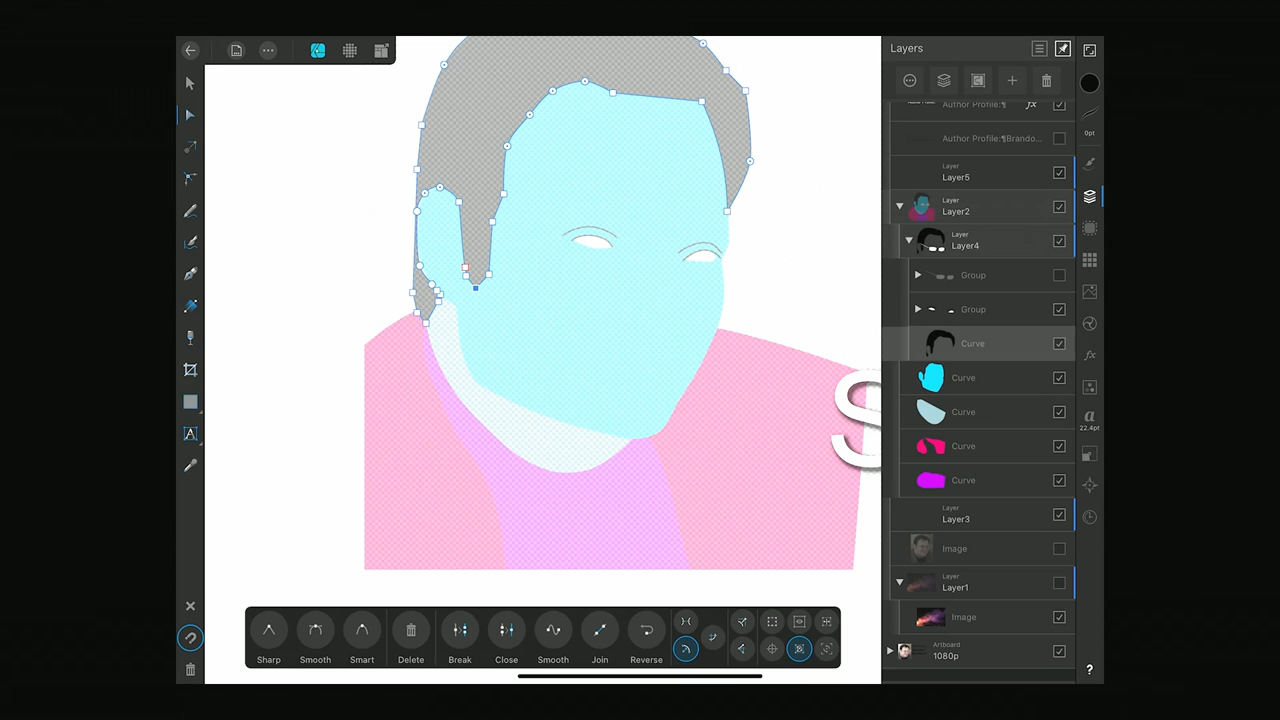 Layers
Author Profile:¶
fx
Author Profile:¶Brando...
Layer
Layer5
Layer
Layer2
Layer
Layer4
Group
Group
Curve
Curve
Curve
Curve
Curve
Layer
Layer3
Image
Layer
Layer1
Image
Artboard
1080p
0pt
fx
a
22.4pt
?
A
S
Sharp
Smooth
Smart
Delete
Break
Close
Smooth
Join
Reverse